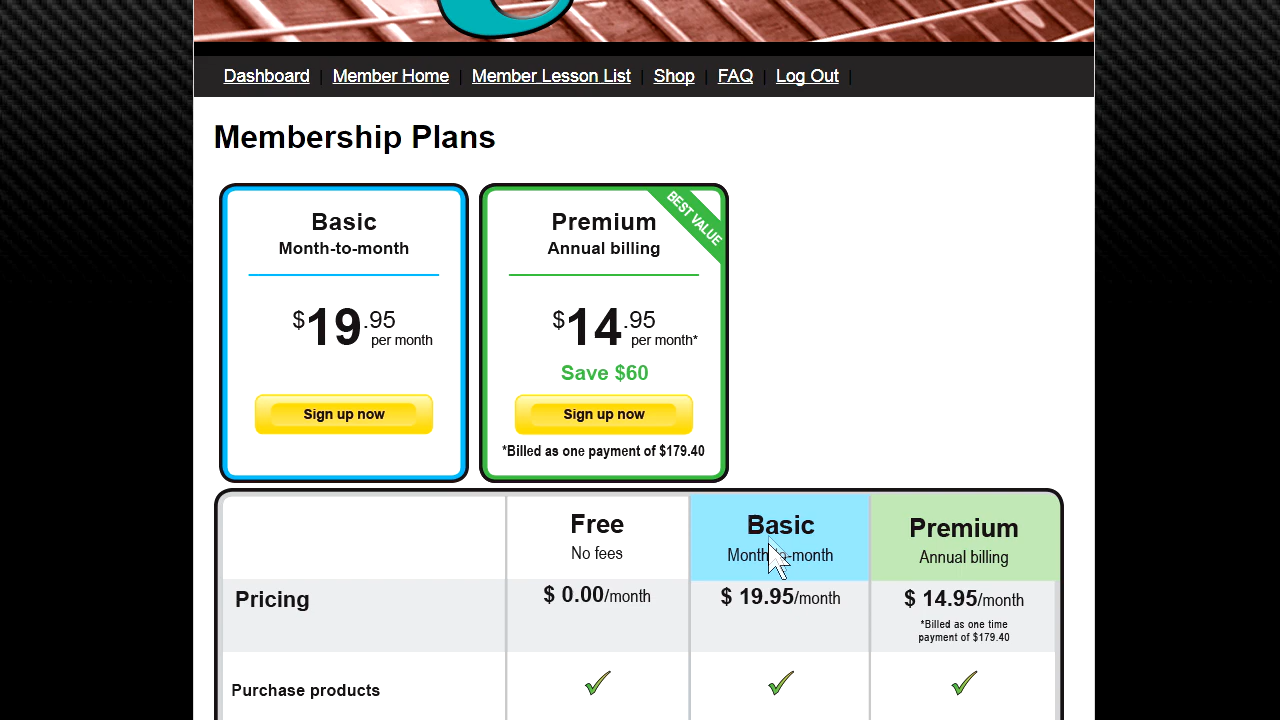 Dashboard | Member Home | Member Lesson List | Shop | FAQ | Log Out |
Membership Plans
Basic
Month-to-month
$19.95
per month
Sign up now
BEST VALUE
Premium
Annual billing
$14.95
per month*
Save $60
Sign up now
*Billed as one payment of $179.40
Free
No fees
Basic
Month-to-month
Premium
Annual billing
Pricing
$ 0.00/month
$ 19.95/month
$ 14.95/month
*Billed as one time
payment of $179.40
Purchase products